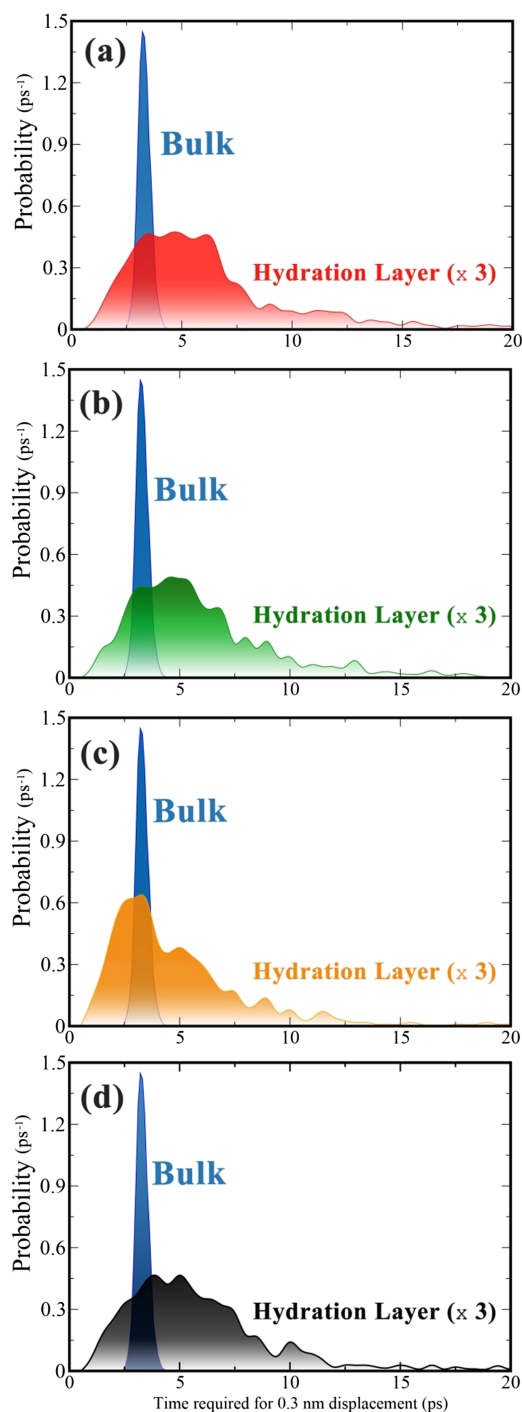 1.5
(a)
Bulk
1.2
0.9
Probability (ps⁻¹)
0.6
0.3
Hydration Layer (x 3)
0
0 5 10 15 20
1.5
(b)
Bulk
1.2
0.9
Probability (ps⁻¹)
0.6
0.3
Hydration Layer (x 3)
0
0 5 10 15 20
1.5
(c)
Bulk
1.2
0.9
Probability (ps⁻¹)
0.6
0.3
Hydration Layer (x 3)
0
0 5 10 15 20
1.5
(d)
Bulk
1.2
0.9
Probability (ps⁻¹)
0.6
0.3
Hydration Layer (x 3)
0
0 5 10 15 20
Time required for 0.3 nm displacement (ps)